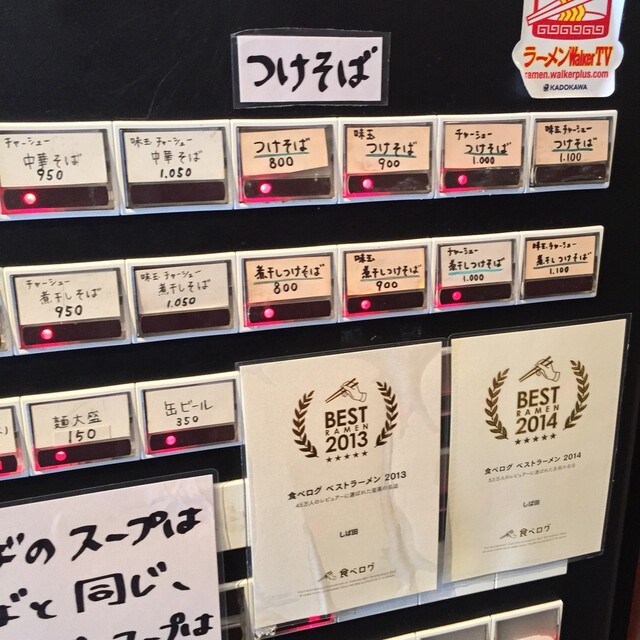 つけそば
ラーメンWalkerTV
ramen.walkerplus.com
KADOKAWA
チャーシュー
中華そば
950
味玉 チャーシュー
中華そば
1.050
つけそば
800
味玉
つけそば
900
チャーシュー
つけそば
1.000
味玉 チャーシュー
つけそば
1.100
チャーシュー
煮干しそば
950
味玉 チャーシュー
煮干しそば
1.050
煮干しつけそば
800
味玉
煮干しつけそば
900
チャーシュー
煮干しつけそば
1.000
味玉 チャーシュー
煮干しつけそば
1.100
麺大盛
150
缶ビール
350
BEST
RAMEN
2013
食べログ ベストラーメン 2013
しば田
食べログ
BEST
RAMEN
2014
食べログ ベストラーメン 2014
しば田
食べログ
ばのスープは
ばと同じ、
スープは